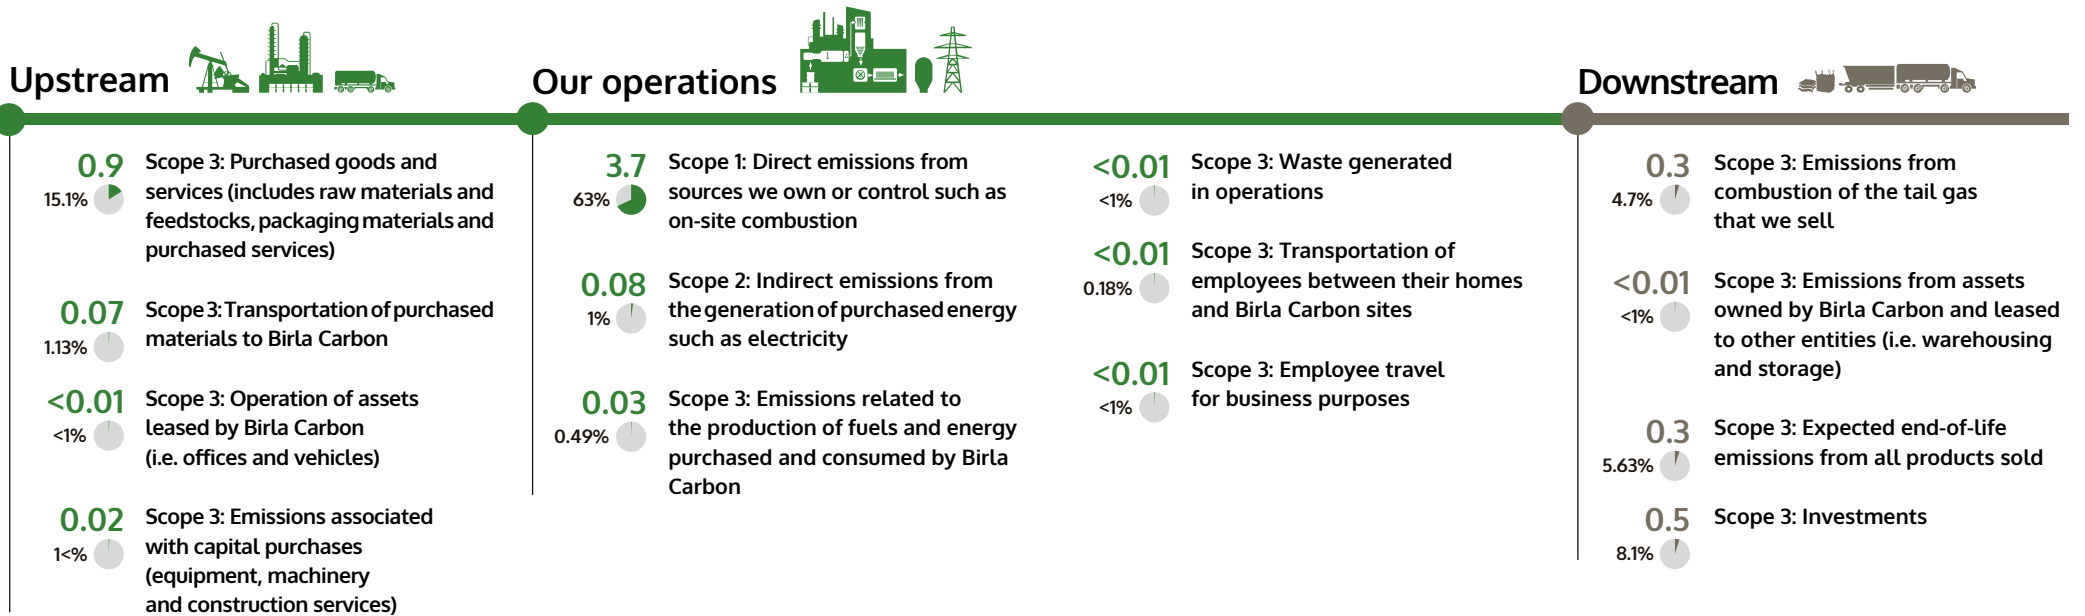 Upstream
0.9
15.1%
Scope 3: Purchased goods and
services (includes raw materials and
feedstocks, packaging materials and
purchased services)
0.07
1.13%
Scope 3: Transportation of purchased
materials to Birla Carbon
<0.01
<1%
Scope 3: Operation of assets
leased by Birla Carbon
(i.e. offices and vehicles)
0.02
1<%
Scope 3: Emissions associated
with capital purchases
(equipment, machinery
and construction services)
Our operations
3.7
63%
Scope 1: Direct emissions from
sources we own or control such as
on-site combustion
0.08
1%
Scope 2: Indirect emissions from
the generation of purchased energy
such as electricity
0.03
0.49%
Scope 3: Emissions related to
the production of fuels and energy
purchased and consumed by Birla
Carbon
<0.01
<1%
Scope 3: Waste generated
in operations
<0.01
0.18%
Scope 3: Transportation of
employees between their homes
and Birla Carbon sites
<0.01
<1%
Scope 3: Employee travel
for business purposes
Downstream
0.3
4.7%
Scope 3: Emissions from
combustion of the tail gas
that we sell
<0.01
<1%
Scope 3: Emissions from assets
owned by Birla Carbon and leased
to other entities (i.e. warehousing
and storage)
0.3
5.63%
Scope 3: Expected end-of-life
emissions from all products sold
0.5
8.1%
Scope 3: Investments